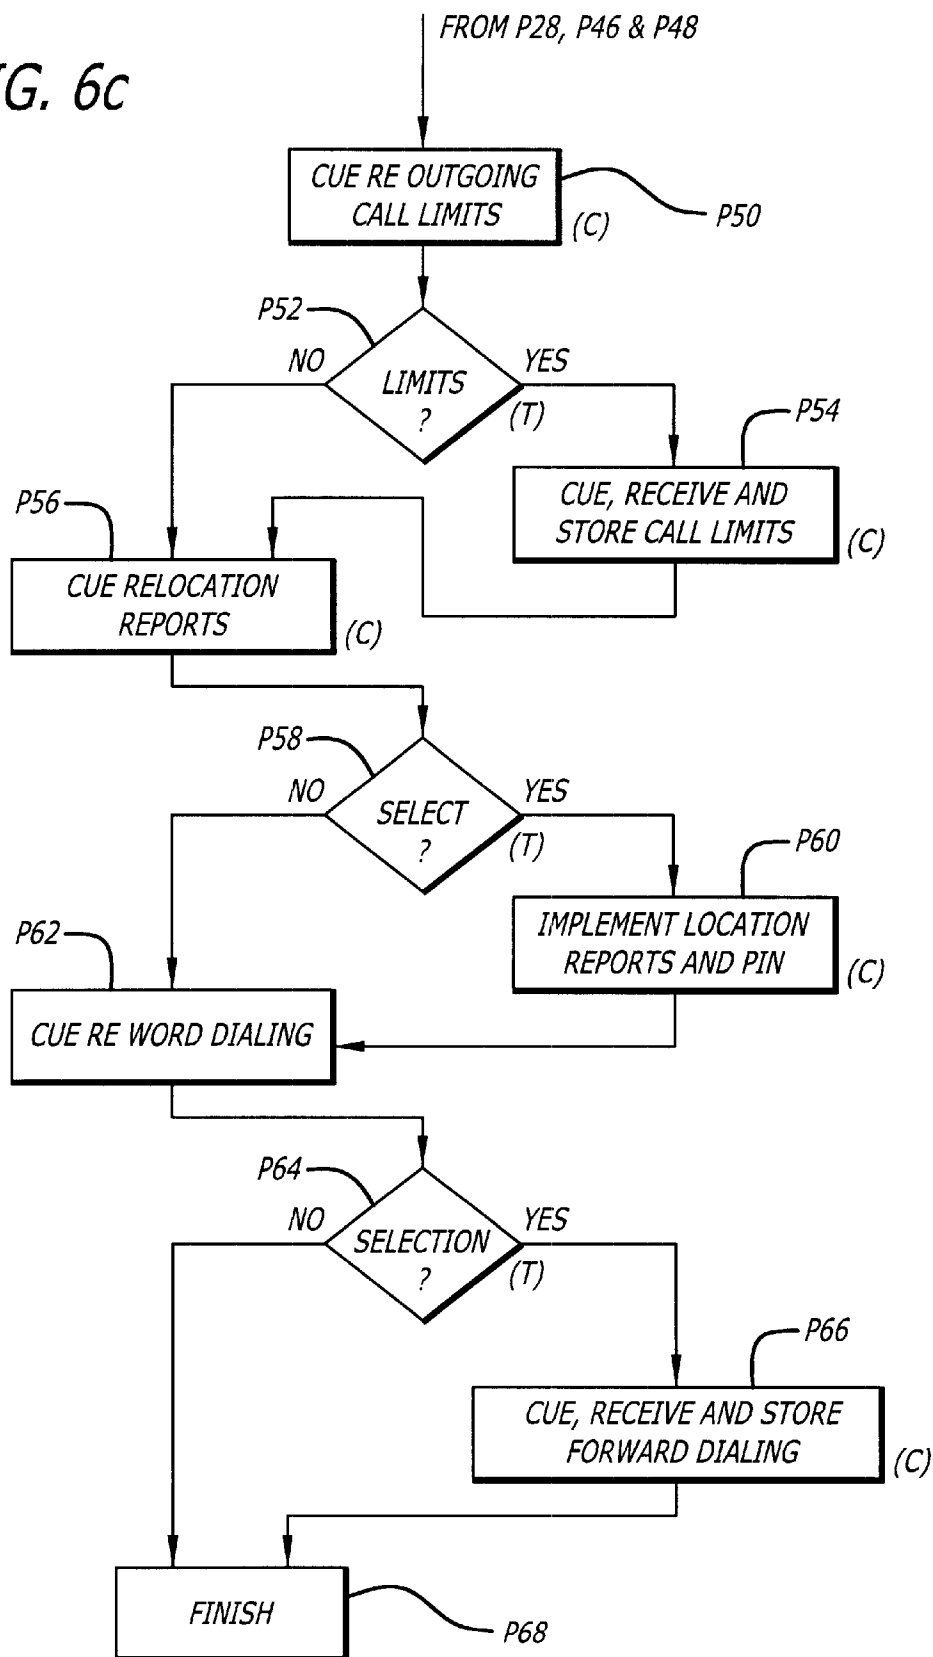 FROM P28, P46 & P48
G. 6c
CUE RE OUTGOING
CALL LIMITS
(C)
P50
P52
NO
YES
LIMITS
?
(T)
P54
CUE, RECEIVE AND
STORE CALL LIMITS
(C)
P56
CUE RELOCATION
REPORTS
(C)
P58
NO
YES
SELECT
?
(T)
P60
IMPLEMENT LOCATION
REPORTS AND PIN
(C)
P62
CUE RE WORD DIALING
P64
NO
YES
SELECTION
?
(T)
P66
CUE, RECEIVE AND STORE
FORWARD DIALING
(C)
FINISH
P68